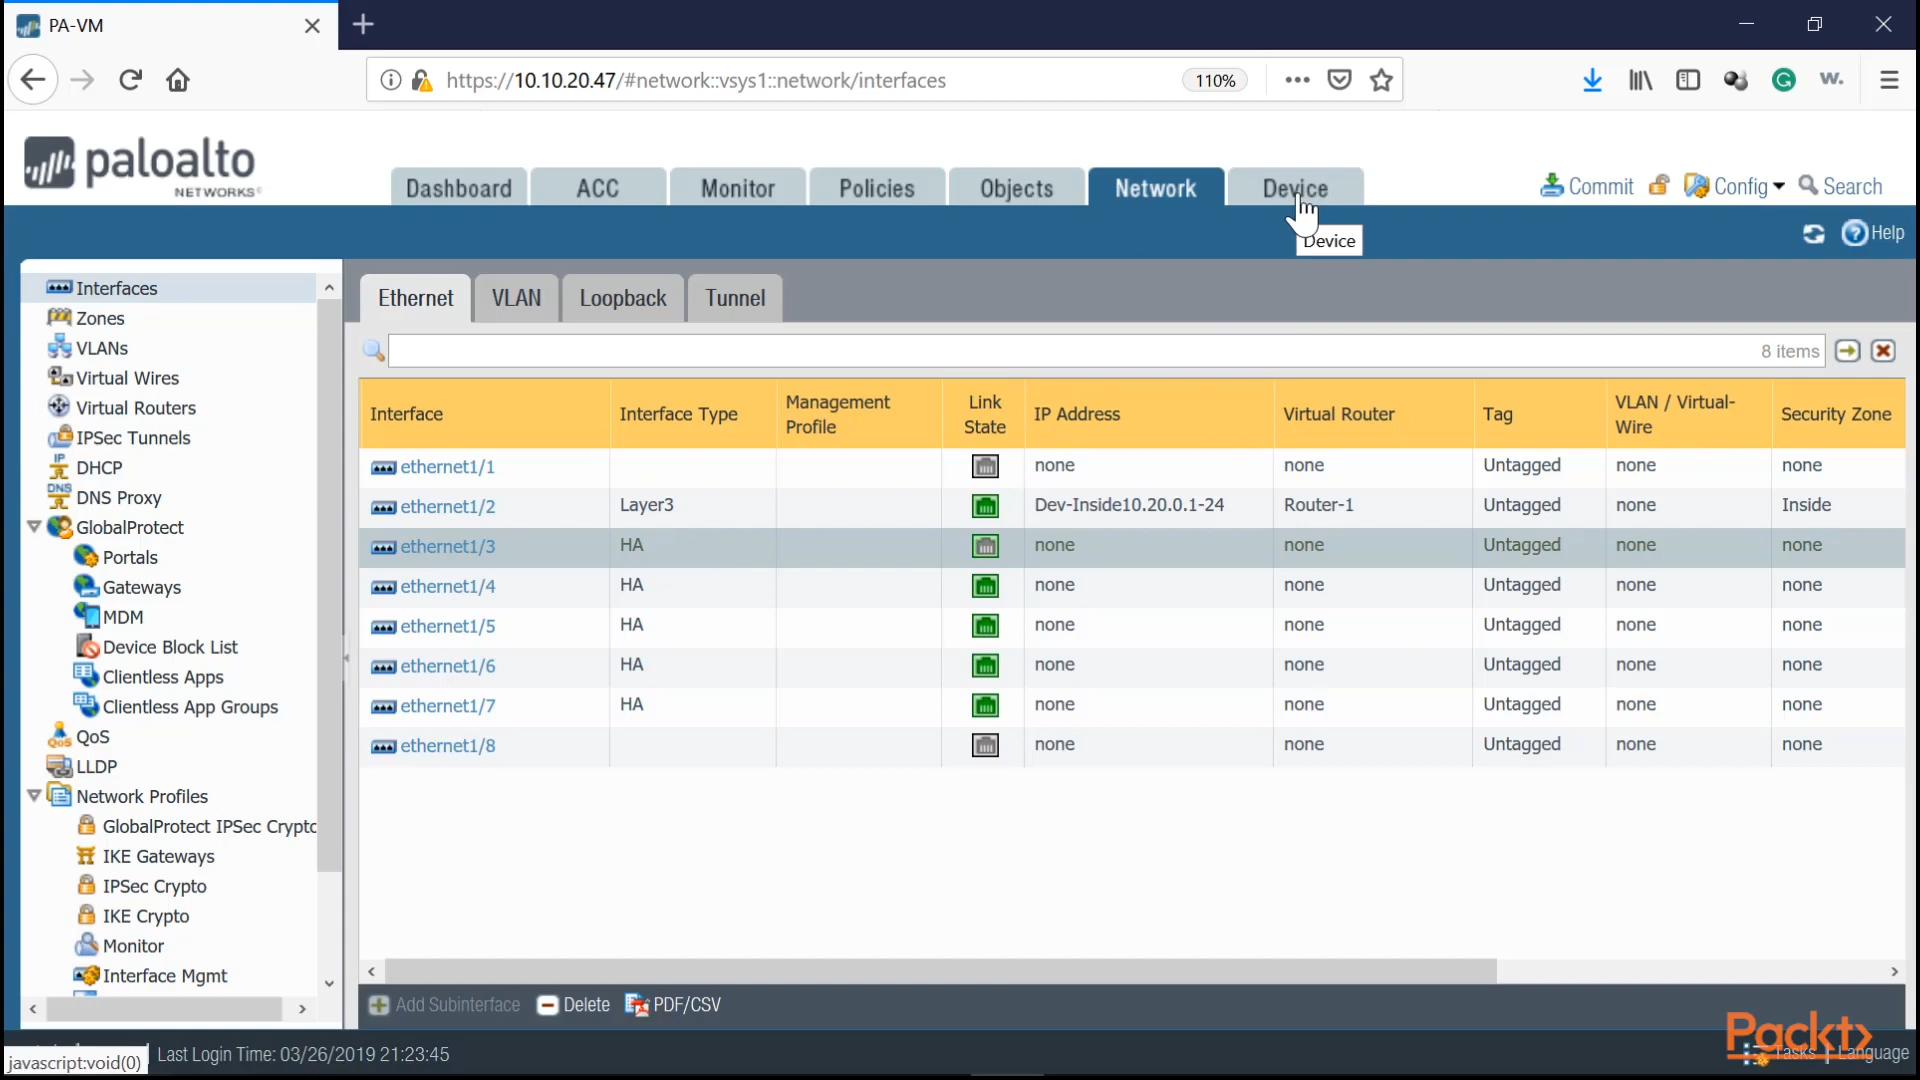 PA-VM
https://10.10.20.47/#network::vsys1::network/interfaces
110%
W.
paloalto
NETWORKS
Dashboard
ACC
Monitor
Policies
Objects
Network
Device
Commit
Config
Search
Device
Help
Interfaces
Zones
VLANs
Virtual Wires
Virtual Routers
IPSec Tunnels
IP
DHCP
DNS
DNS Proxy
GlobalProtect
Portals
Gateways
MDM
Device Block List
Clientless Apps
Clientless App Groups
QoS
LLDP
Network Profiles
GlobalProtect IPSec Crypto
IKE Gateways
IPSec Crypto
IKE Crypto
Monitor
Interface Mgmt
Ethernet
VLAN
Loopback
Tunnel
8 items
Interface Interface Type Management Profile Link State IP Address Virtual Router Tag VLAN / Virtual-Wire Security Zone
ethernet1/1 none none Untagged none none
ethernet1/2 Layer3 Dev-Inside10.20.0.1-24 Router-1 Untagged none Inside
ethernet1/3 HA none none Untagged none none
ethernet1/4 HA none none Untagged none none
ethernet1/5 HA none none Untagged none none
ethernet1/6 HA none none Untagged none none
ethernet1/7 HA none none Untagged none none
ethernet1/8 none none Untagged none none
Add Subinterface
Delete
PDF/CSV
javascript:void(0)
Last Login Time: 03/26/2019 21:23:45
Packt>
Tasks | Language